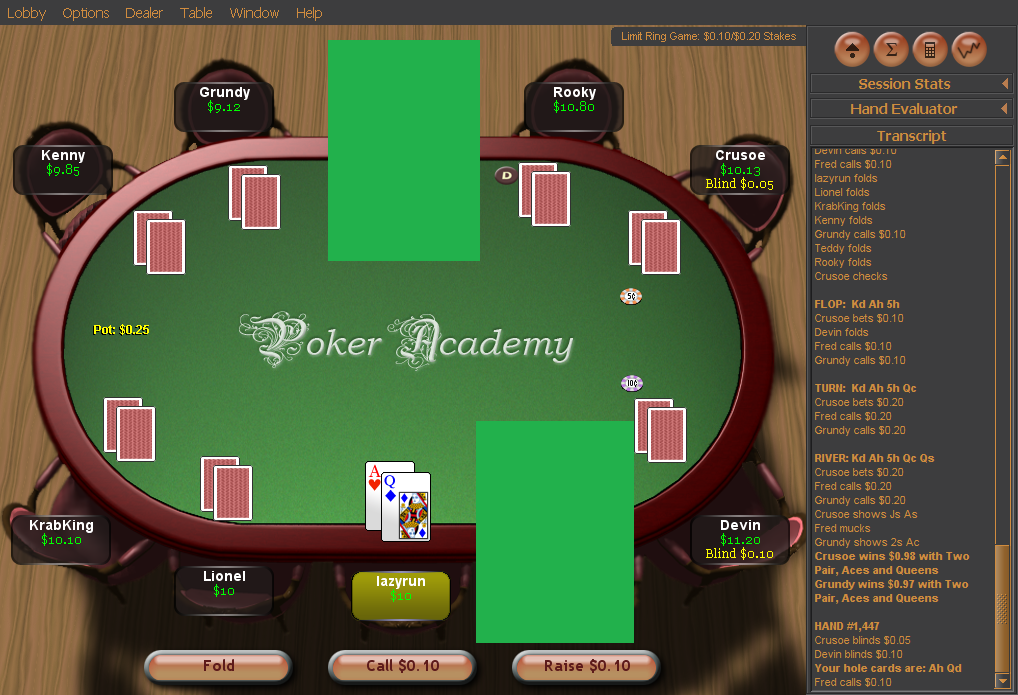 Lobby Options Dealer Table Window Help
Limit Ring Game: $0.10/$0.20 Stakes
Grundy
$9.12
Rooky
$10.80
Kenny
$9.85
Crusoe
$10.13
Blind $0.05
D
5¢
Pot: $0.25
Poker Academy
10¢
A
Q
KrabKing
$10.10
Devin
$11.20
Blind $0.10
Lionel
$10
lazyrun
$10
Fold
Call $0.10
Raise $0.10
Σ
Session Stats
Hand Evaluator
Transcript
Devin calls $0.10
Fred calls $0.10
lazyrun folds
Lionel folds
KrabKing folds
Kenny folds
Grundy calls $0.10
Teddy folds
Rooky folds
Crusoe checks
FLOP: Kd Ah 5h
Crusoe bets $0.10
Devin folds
Fred calls $0.10
Grundy calls $0.10
TURN: Kd Ah 5h Qc
Crusoe bets $0.20
Fred calls $0.20
Grundy calls $0.20
RIVER: Kd Ah 5h Qc Qs
Crusoe bets $0.20
Fred calls $0.20
Grundy calls $0.20
Crusoe shows Js As
Fred mucks
Grundy shows 2s Ac
Crusoe wins $0.98 with Two
Pair, Aces and Queens
Grundy wins $0.97 with Two
Pair, Aces and Queens
HAND #1,447
Crusoe blinds $0.05
Devin blinds $0.10
Your hole cards are: Ah Qd
Fred calls $0.10